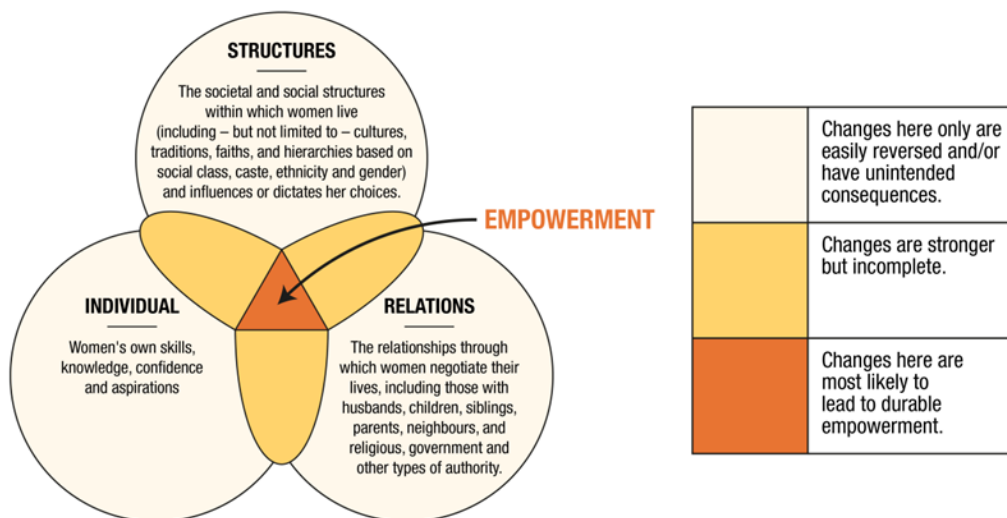 STRUCTURES
The societal and social structures
within which women live
(including – but not limited to – cultures,
traditions, faiths, and hierarchies based on
social class, caste, ethnicity and gender)
and influences or dictates her choices.
EMPOWERMENT
INDIVIDUAL
Women's own skills,
knowledge, confidence
and aspirations
RELATIONS
The relationships through
which women negotiate their
lives, including those with
husbands, children, siblings,
parents, neighbours, and
religious, government and
other types of authority.
Changes here only are
easily reversed and/or
have unintended
consequences.
Changes are stronger
but incomplete.
Changes here are
most likely to
lead to durable
empowerment.